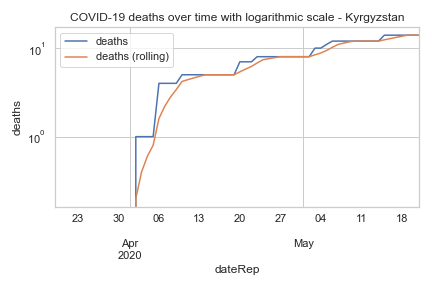 COVID-19 deaths over time with logarithmic scale - Kyrgyzstan
deaths
deaths (rolling)
10¹
10⁰
deaths
23 30 06 13 20 27 04 11 18
Apr May
2020
dateRep